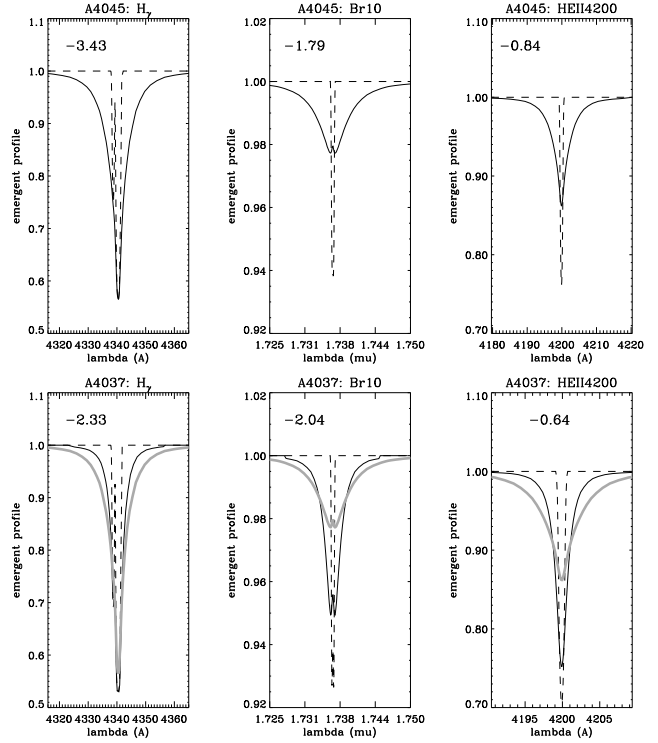 A4045: Hγ
A4045: Br10
A4045: HEII4200
−3.43
−1.79
−0.84
1.1
1.0
0.9
0.8
0.7
0.6
0.5
emergent profile
4320 4330 4340 4350 4360
lambda (A)
1.02
1.00
0.98
0.96
0.94
0.92
emergent profile
1.725 1.731 1.738 1.744 1.750
lambda (mu)
1.10
1.00
0.90
0.80
0.70
emergent profile
4180 4190 4200 4210 4220
lambda (A)
A4037: Hγ
A4037: Br10
A4037: HEII4200
−2.33
−2.04
−0.64
1.1
1.0
0.9
0.8
0.7
0.6
0.5
emergent profile
4320 4330 4340 4350 4360
lambda (A)
1.02
1.00
0.98
0.96
0.94
0.92
emergent profile
1.725 1.731 1.738 1.744 1.750
lambda (mu)
1.10
1.00
0.90
0.80
0.70
emergent profile
4195 4200 4205
lambda (A)